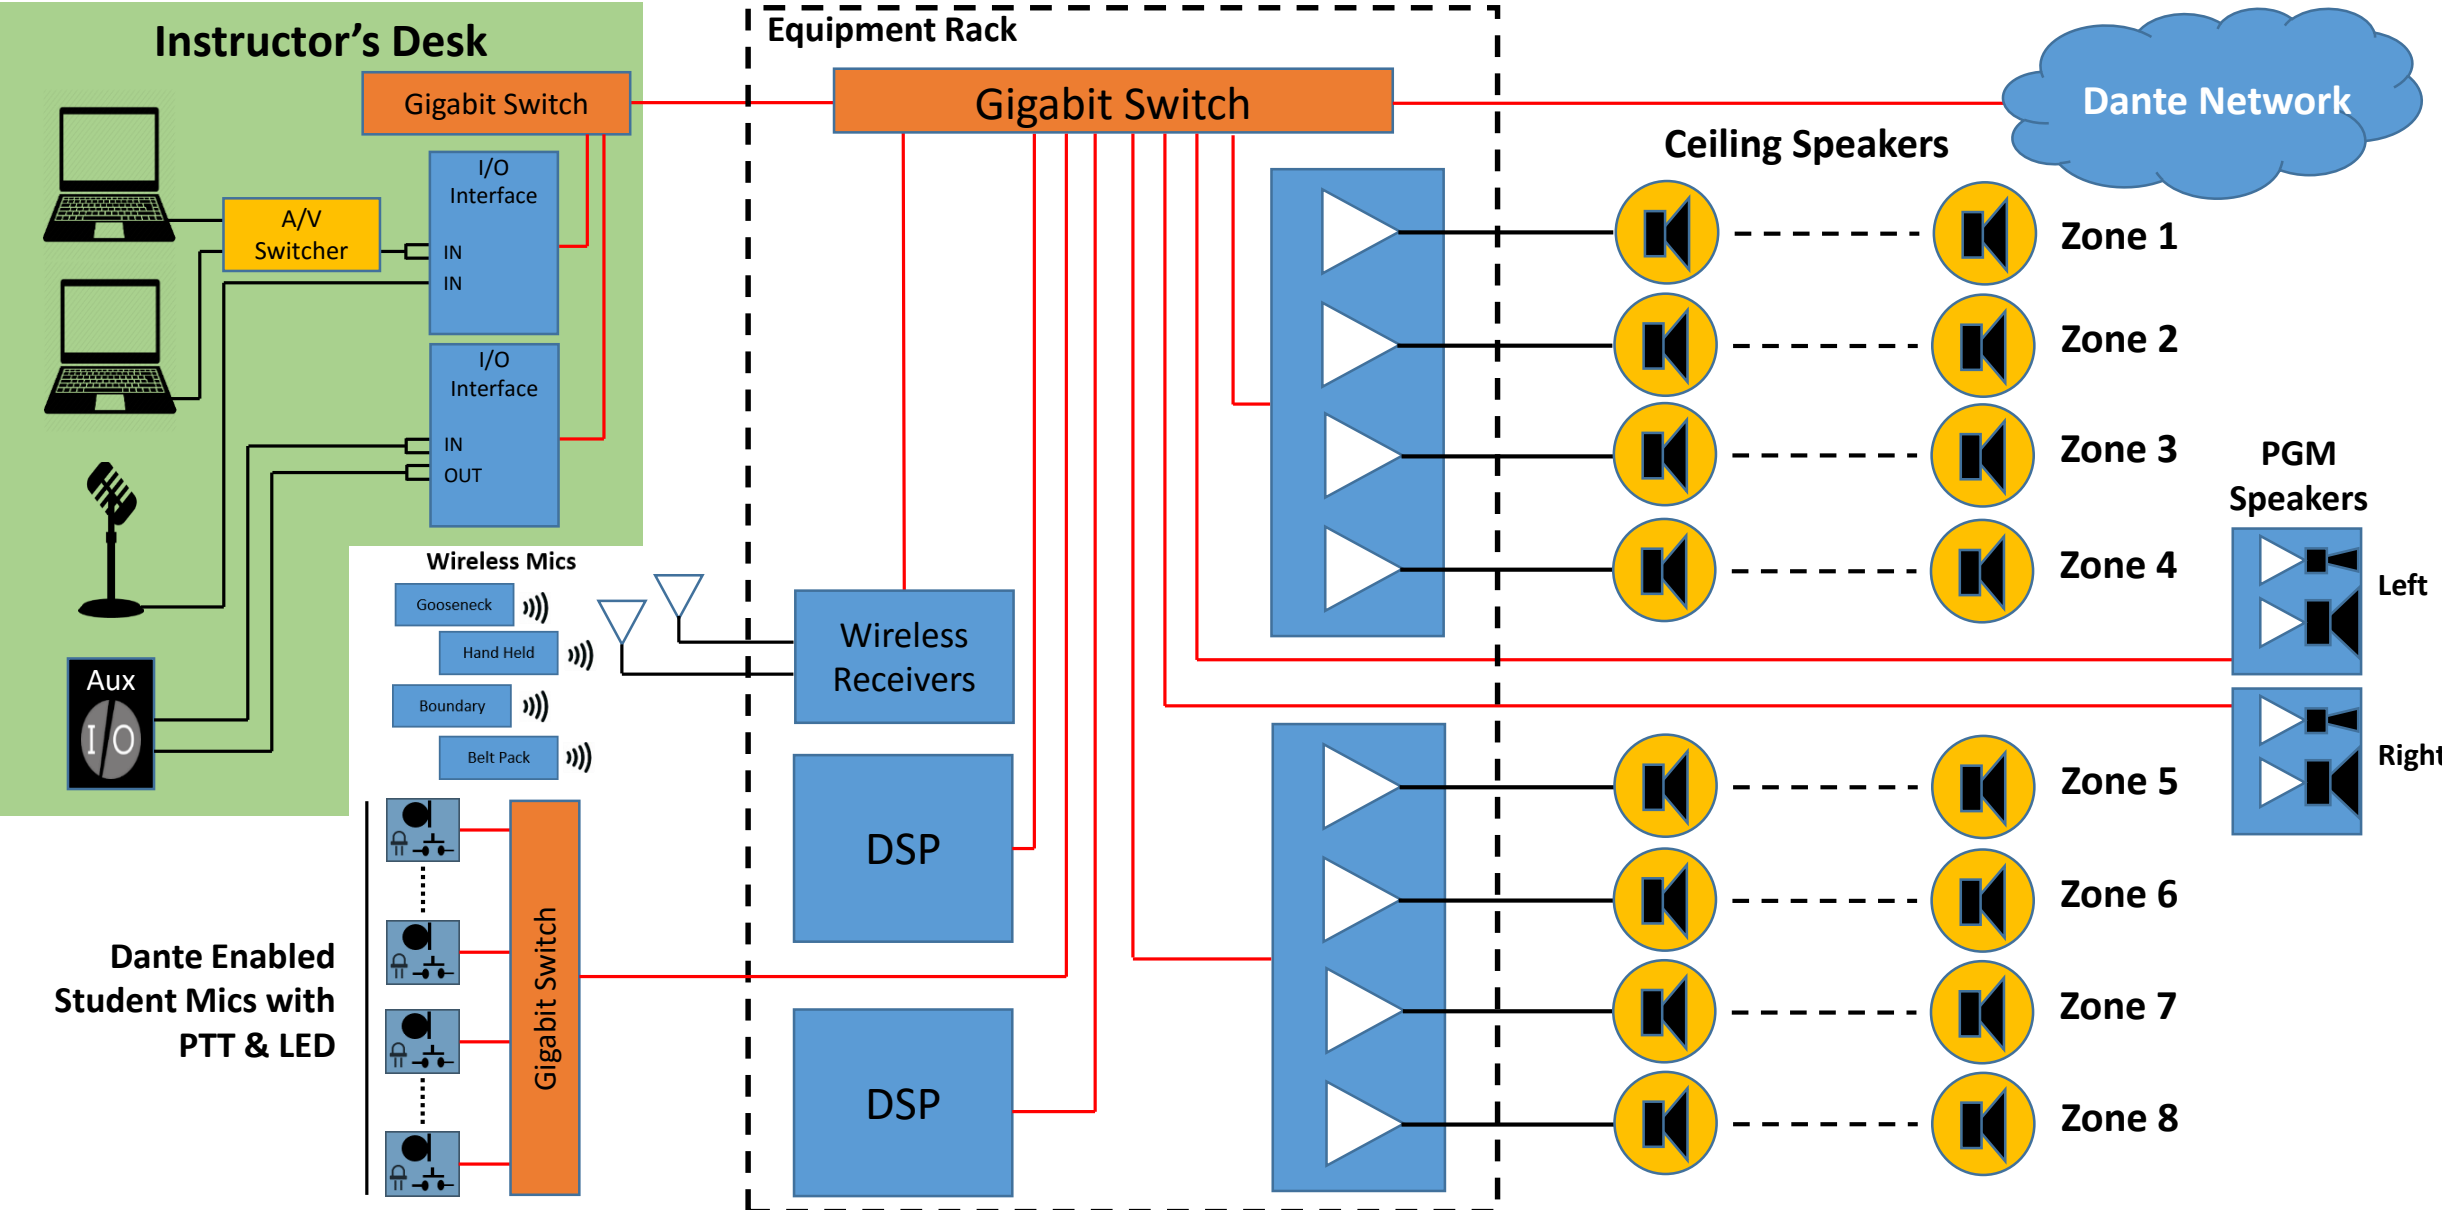 Instructor's Desk
Gigabit Switch
I/O
Interface
A/V
Switcher
IN
IN
I/O
Interface
IN
OUT
Aux
I/O
Wireless Mics
Gooseneck
Hand Held
Boundary
Belt Pack
Dante Enabled
Student Mics with
PTT & LED
Gigabit Switch
Equipment Rack
Gigabit Switch
Wireless
Receivers
DSP
DSP
Dante Network
Ceiling Speakers
Zone 1
Zone 2
Zone 3
Zone 4
PGM
Speakers
Left
Right
Zone 5
Zone 6
Zone 7
Zone 8